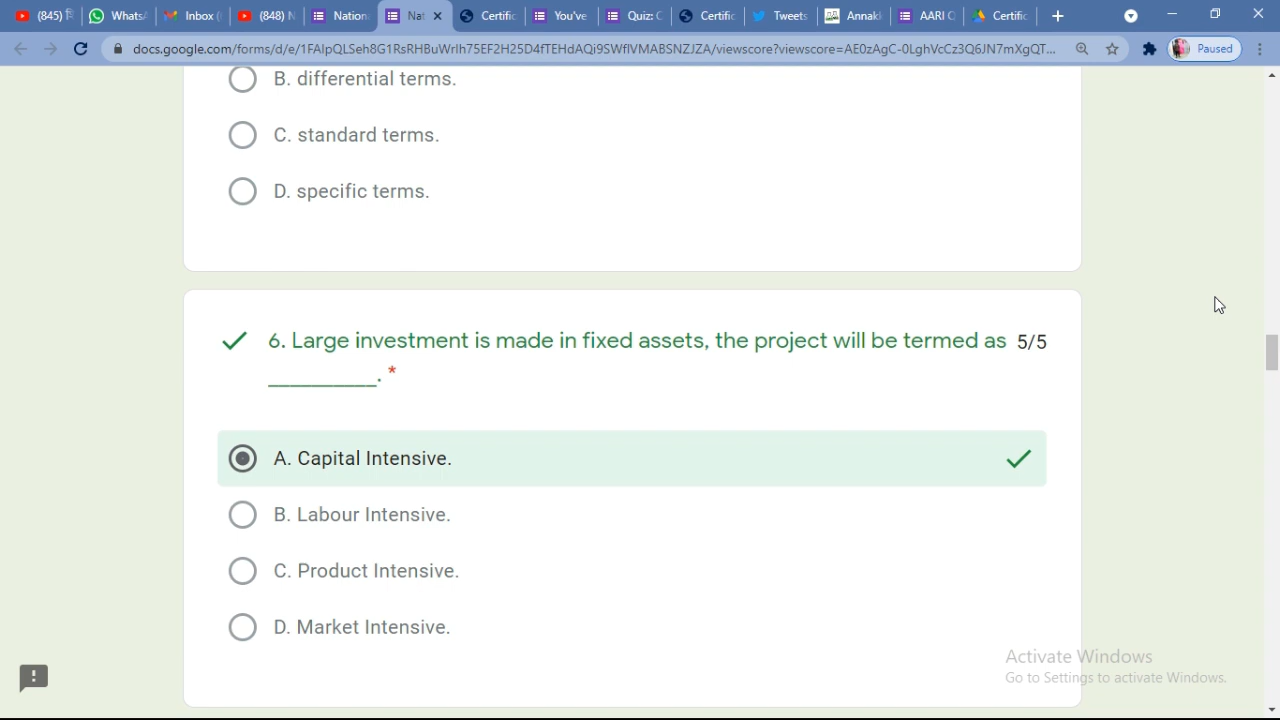 (845) WhatsA Inbox ( (848) N Nation Nat Certific You've Quiz: C Certific Tweets Annak AARI Q Certific
docs.google.com/forms/d/e/1FAIpQLSeh8G1RsRHBuWrIh75EF2H25D4fTEHdAQi9SWflVMABSNZJZA/viewscore?viewscore=AE0zAgC-0LghVcCz3Q6JN7mXgQT... Paused
B. differential terms.
C. standard terms.
D. specific terms.
6. Large investment is made in fixed assets, the project will be termed as 5/5
__________. *
A. Capital Intensive.
B. Labour Intensive.
C. Product Intensive.
D. Market Intensive.
Activate Windows
Go to Settings to activate Windows.